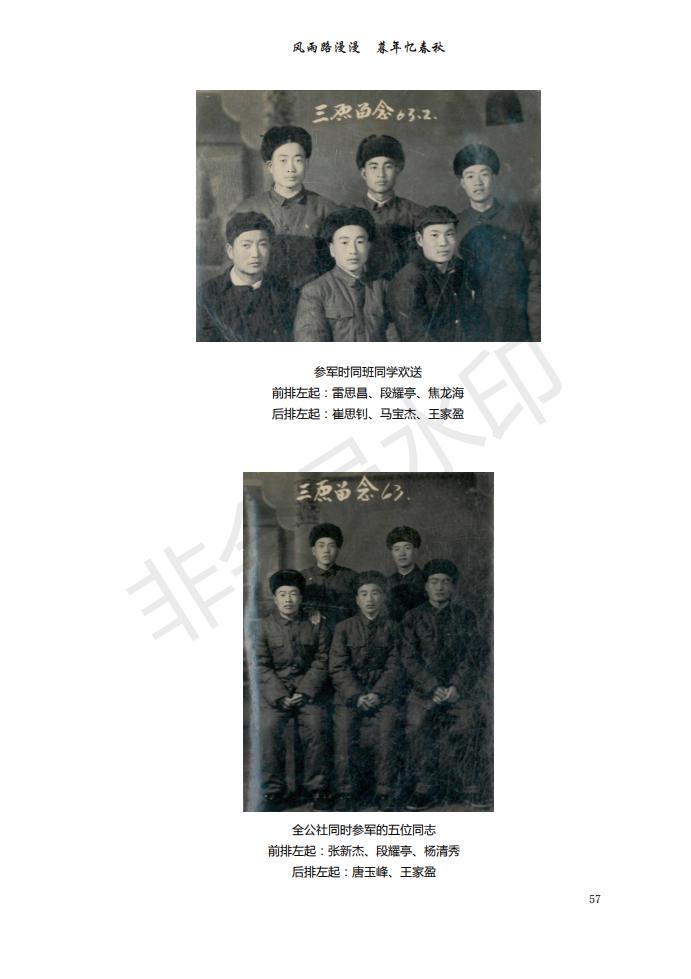 风雨路漫漫 暮年忆春秋
三原留念63.2.
参军时同班同学欢送
前排左起：雷思昌、段耀亭、焦龙海
后排左起：崔思钊、马宝杰、王家盈
三原留念63.
全公社同时参军的五位同志
前排左起：张新杰、段耀亭、杨清秀
后排左起：唐玉峰、王家盈
57